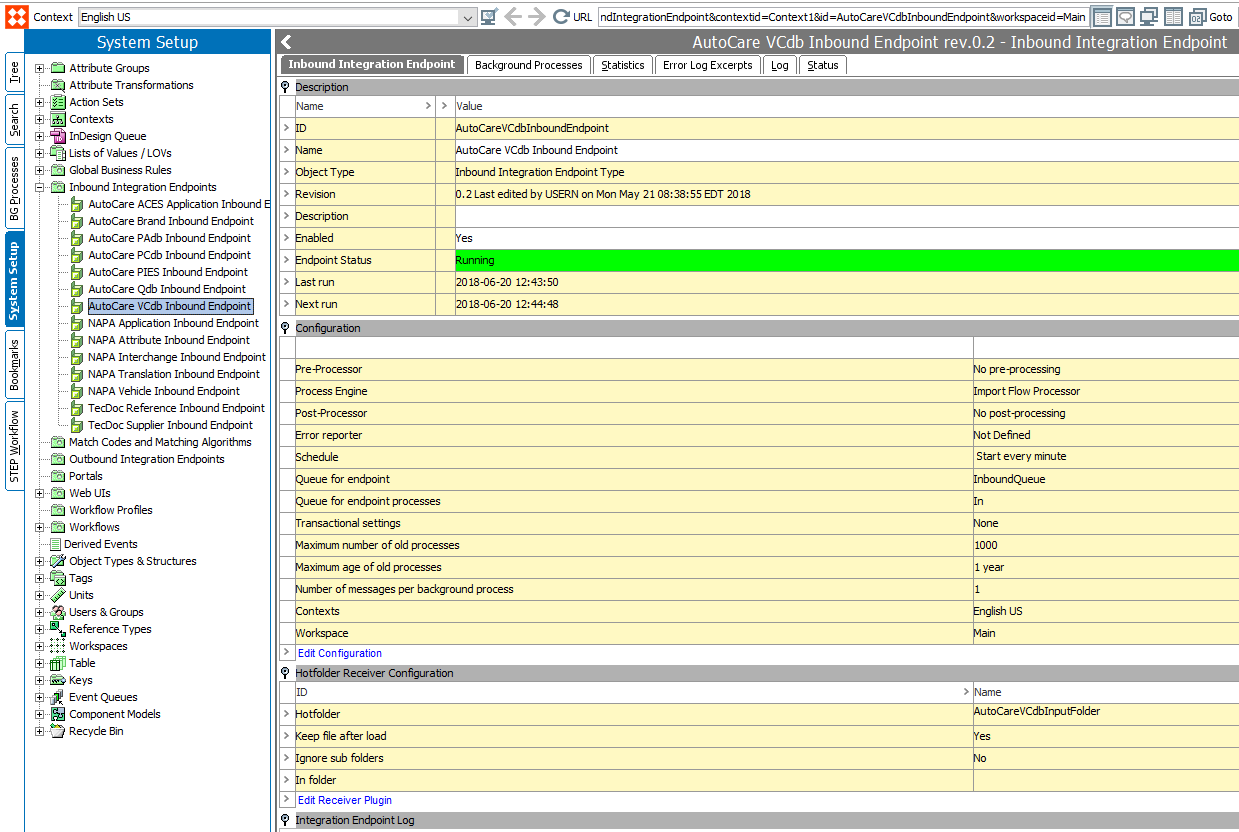 Context English US URL ndIntegrationEndpoint&contextid=Context1&id=AutoCareVCdbInboundEndpoint&workspaceid=Main Goto
System Setup
AutoCare VCdb Inbound Endpoint rev.0.2 - Inbound Integration Endpoint
Tree
Search
BG Processes
System Setup
Bookmarks
STEP Workflow
Attribute Groups
Attribute Transformations
Action Sets
Contexts
InDesign Queue
Lists of Values / LOVs
Global Business Rules
Inbound Integration Endpoints
AutoCare ACES Application Inbound E
AutoCare Brand Inbound Endpoint
AutoCare PAdb Inbound Endpoint
AutoCare PCdb Inbound Endpoint
AutoCare PIES Inbound Endpoint
AutoCare Qdb Inbound Endpoint
AutoCare VCdb Inbound Endpoint
NAPA Application Inbound Endpoint
NAPA Attribute Inbound Endpoint
NAPA Interchange Inbound Endpoint
NAPA Translation Inbound Endpoint
NAPA Vehicle Inbound Endpoint
TecDoc Reference Inbound Endpoint
TecDoc Supplier Inbound Endpoint
Match Codes and Matching Algorithms
Outbound Integration Endpoints
Portals
Web UIs
Workflow Profiles
Workflows
Derived Events
Object Types & Structures
Tags
Units
Users & Groups
Reference Types
Workspaces
Table
Keys
Event Queues
Component Models
Recycle Bin
Inbound Integration Endpoint Background Processes Statistics Error Log Excerpts Log Status
Description
Name > > Value
ID AutoCareVCdbInboundEndpoint
Name AutoCare VCdb Inbound Endpoint
Object Type Inbound Integration Endpoint Type
Revision 0.2 Last edited by USERN on Mon May 21 08:38:55 EDT 2018
Description
Enabled Yes
Endpoint Status Running
Last run 2018-06-20 12:43:50
Next run 2018-06-20 12:44:48
Configuration
Pre-Processor No pre-processing
Process Engine Import Flow Processor
Post-Processor No post-processing
Error reporter Not Defined
Schedule Start every minute
Queue for endpoint InboundQueue
Queue for endpoint processes In
Transactional settings None
Maximum number of old processes 1000
Maximum age of old processes 1 year
Number of messages per background process 1
Contexts English US
Workspace Main
Edit Configuration
Hotfolder Receiver Configuration
ID > Name
Hotfolder AutoCareVCdbInputFolder
Keep file after load Yes
Ignore sub folders No
In folder
Edit Receiver Plugin
Integration Endpoint Log